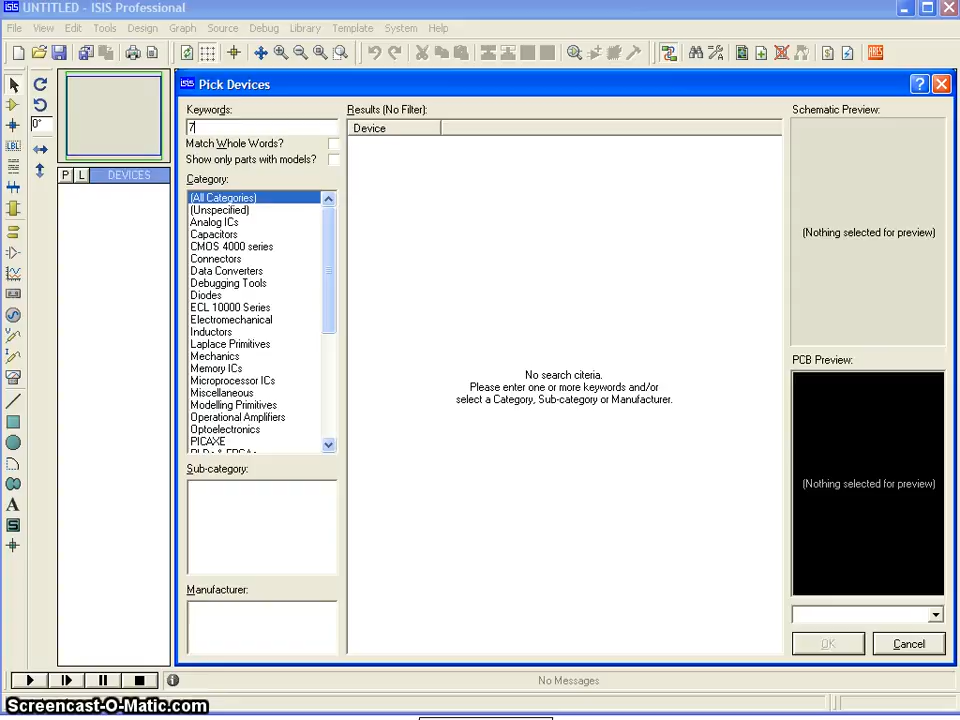 UNTITLED - ISIS Professional
File View Edit Tools Design Graph Source Debug Library Template System Help
ARES
isis Pick Devices
Keywords:
7
Match Whole Words?
Show only parts with models?
Category:
(All Categories)
(Unspecified)
Analog ICs
Capacitors
CMOS 4000 series
Connectors
Data Converters
Debugging Tools
Diodes
ECL 10000 Series
Electromechanical
Inductors
Laplace Primitives
Mechanics
Memory ICs
Microprocessor ICs
Miscellaneous
Modelling Primitives
Operational Amplifiers
Optoelectronics
PICAXE
Sub-category:
Manufacturer:
Results (No Filter):
Device
No search citeria.
Please enter one or more keywords and/or
select a Category, Sub-category or Manufacturer.
Schematic Preview:
(Nothing selected for preview)
PCB Preview:
(Nothing selected for preview)
OK Cancel
0°
P L DEVICES
LBL
A
S
No Messages
Screencast-O-Matic.com